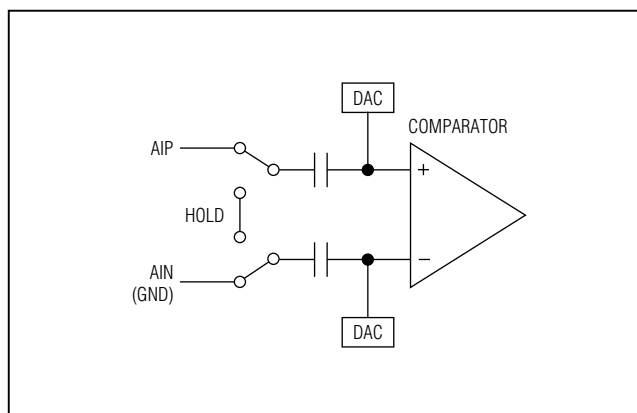 DAC
COMPARATOR
AIP
+
HOLD
AIN
(GND)
−
DAC